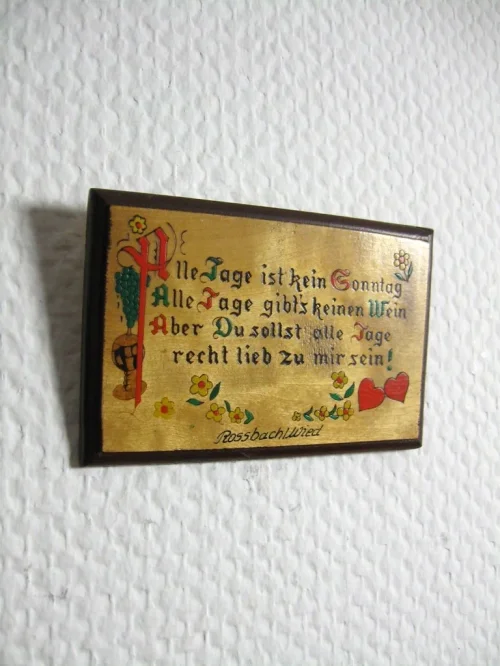 Alle Tage ist kein Sonntag
Alle Tage gibt's keinen Wein
Aber Du sollst alle Tage
recht lieb zu mir sein!
Rossbach/Wied